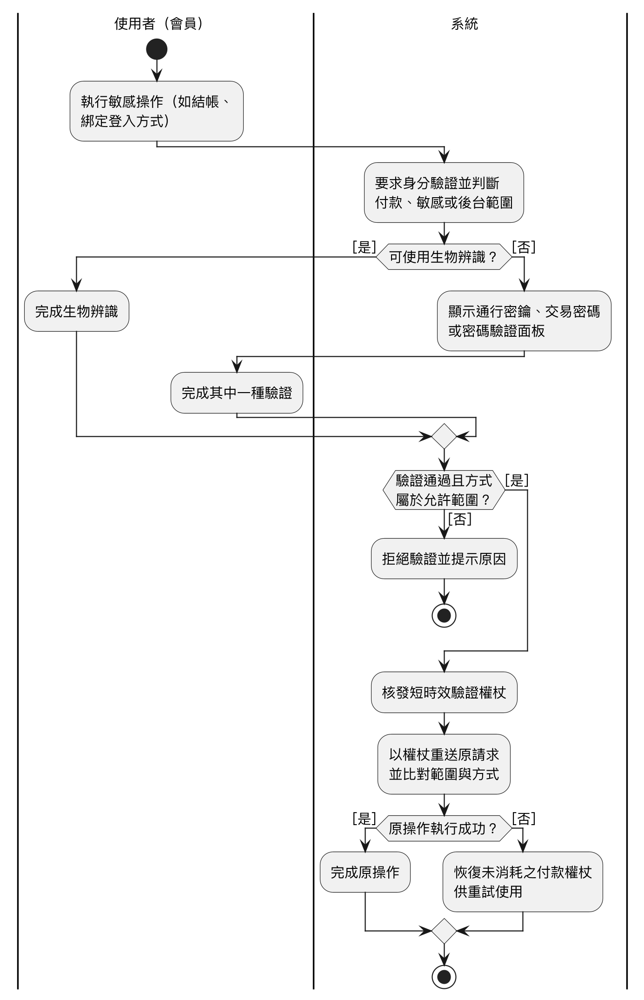 使用者（會員）
系統
執行敏感操作（如結帳、
綁定登入方式）
要求身分驗證並判斷
付款、敏感或後台範圍
[是]
可使用生物辨識？
[否]
完成生物辨識
顯示通行密鑰、交易密碼
或密碼驗證面板
完成其中一種驗證
驗證通過且方式
屬於允許範圍？
[是]
[否]
拒絕驗證並提示原因
核發短時效驗證權杖
以權杖重送原請求
並比對範圍與方式
[是]
原操作執行成功？
[否]
完成原操作
恢復未消耗之付款權杖
供重試使用